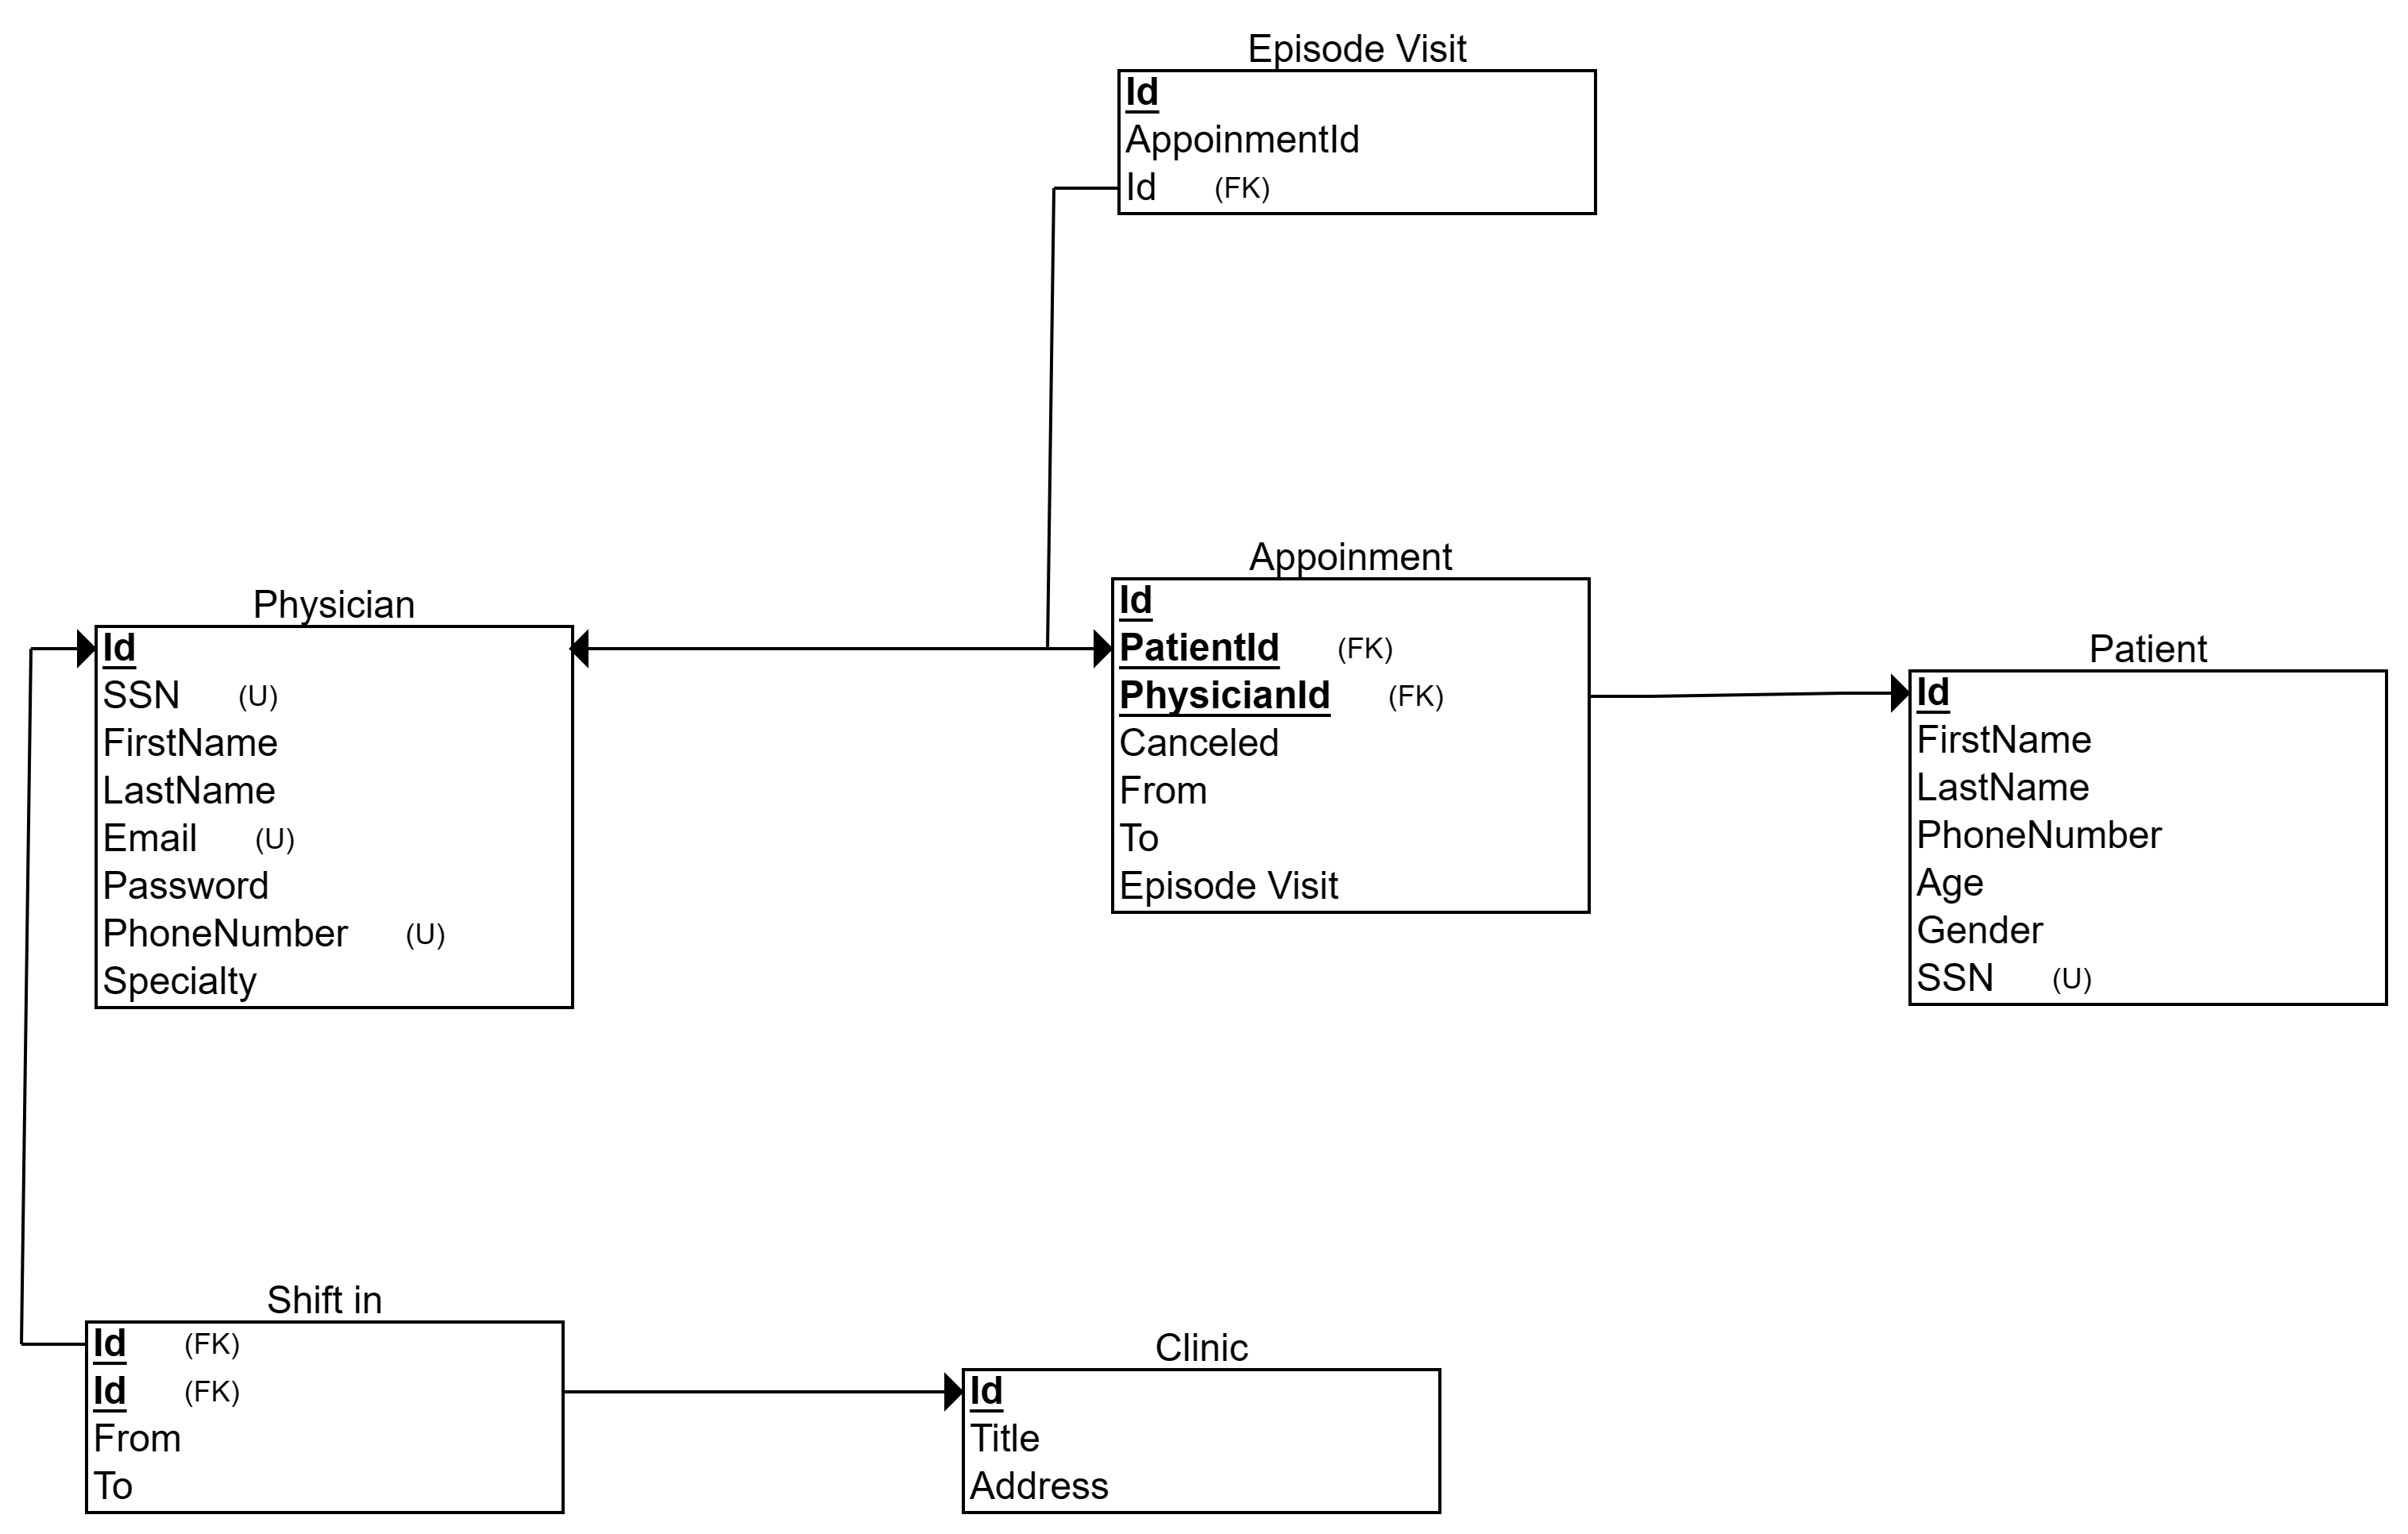 Episode Visit
Id
AppoinmentId
Id (FK)
Appoinment
Id
PatientId (FK)
PhysicianId (FK)
Canceled
From
To
Episode Visit
Physician
Id
SSN (U)
FirstName
LastName
Email (U)
Password
PhoneNumber (U)
Specialty
Patient
Id
FirstName
LastName
PhoneNumber
Age
Gender
SSN (U)
Shift in
Id (FK)
Id (FK)
From
To
Clinic
Id
Title
Address